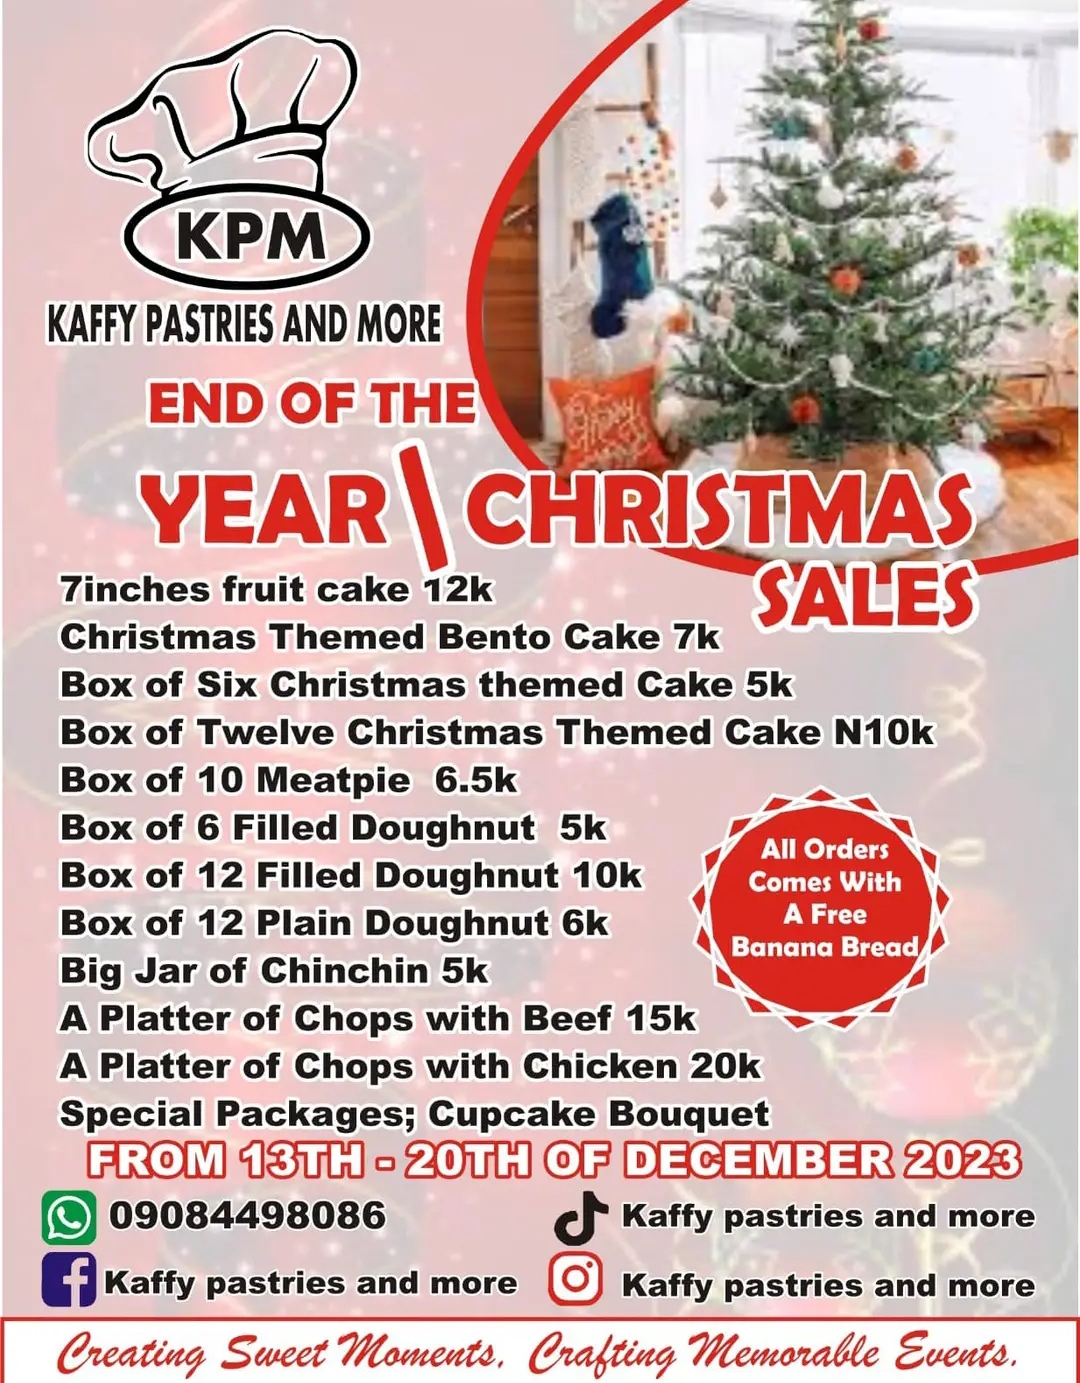 KPM
KAFFY PASTRIES AND MORE
END OF THE
YEAR \ CHRISTMAS
SALES
7inches fruit cake 12k
Christmas Themed Bento Cake 7k
Box of Six Christmas themed Cake 5k
Box of Twelve Christmas Themed Cake N10k
Box of 10 Meatpie 6.5k
Box of 6 Filled Doughnut 5k
Box of 12 Filled Doughnut 10k
Box of 12 Plain Doughnut 6k
Big Jar of Chinchin 5k
A Platter of Chops with Beef 15k
A Platter of Chops with Chicken 20k
Special Packages; Cupcake Bouquet
All Orders
Comes With
A Free
Banana Bread
FROM 13TH - 20TH OF DECEMBER 2023
09084498086
Kaffy pastries and more
Kaffy pastries and more
Kaffy pastries and more
Creating Sweet Moments, Crafting Memorable Events.